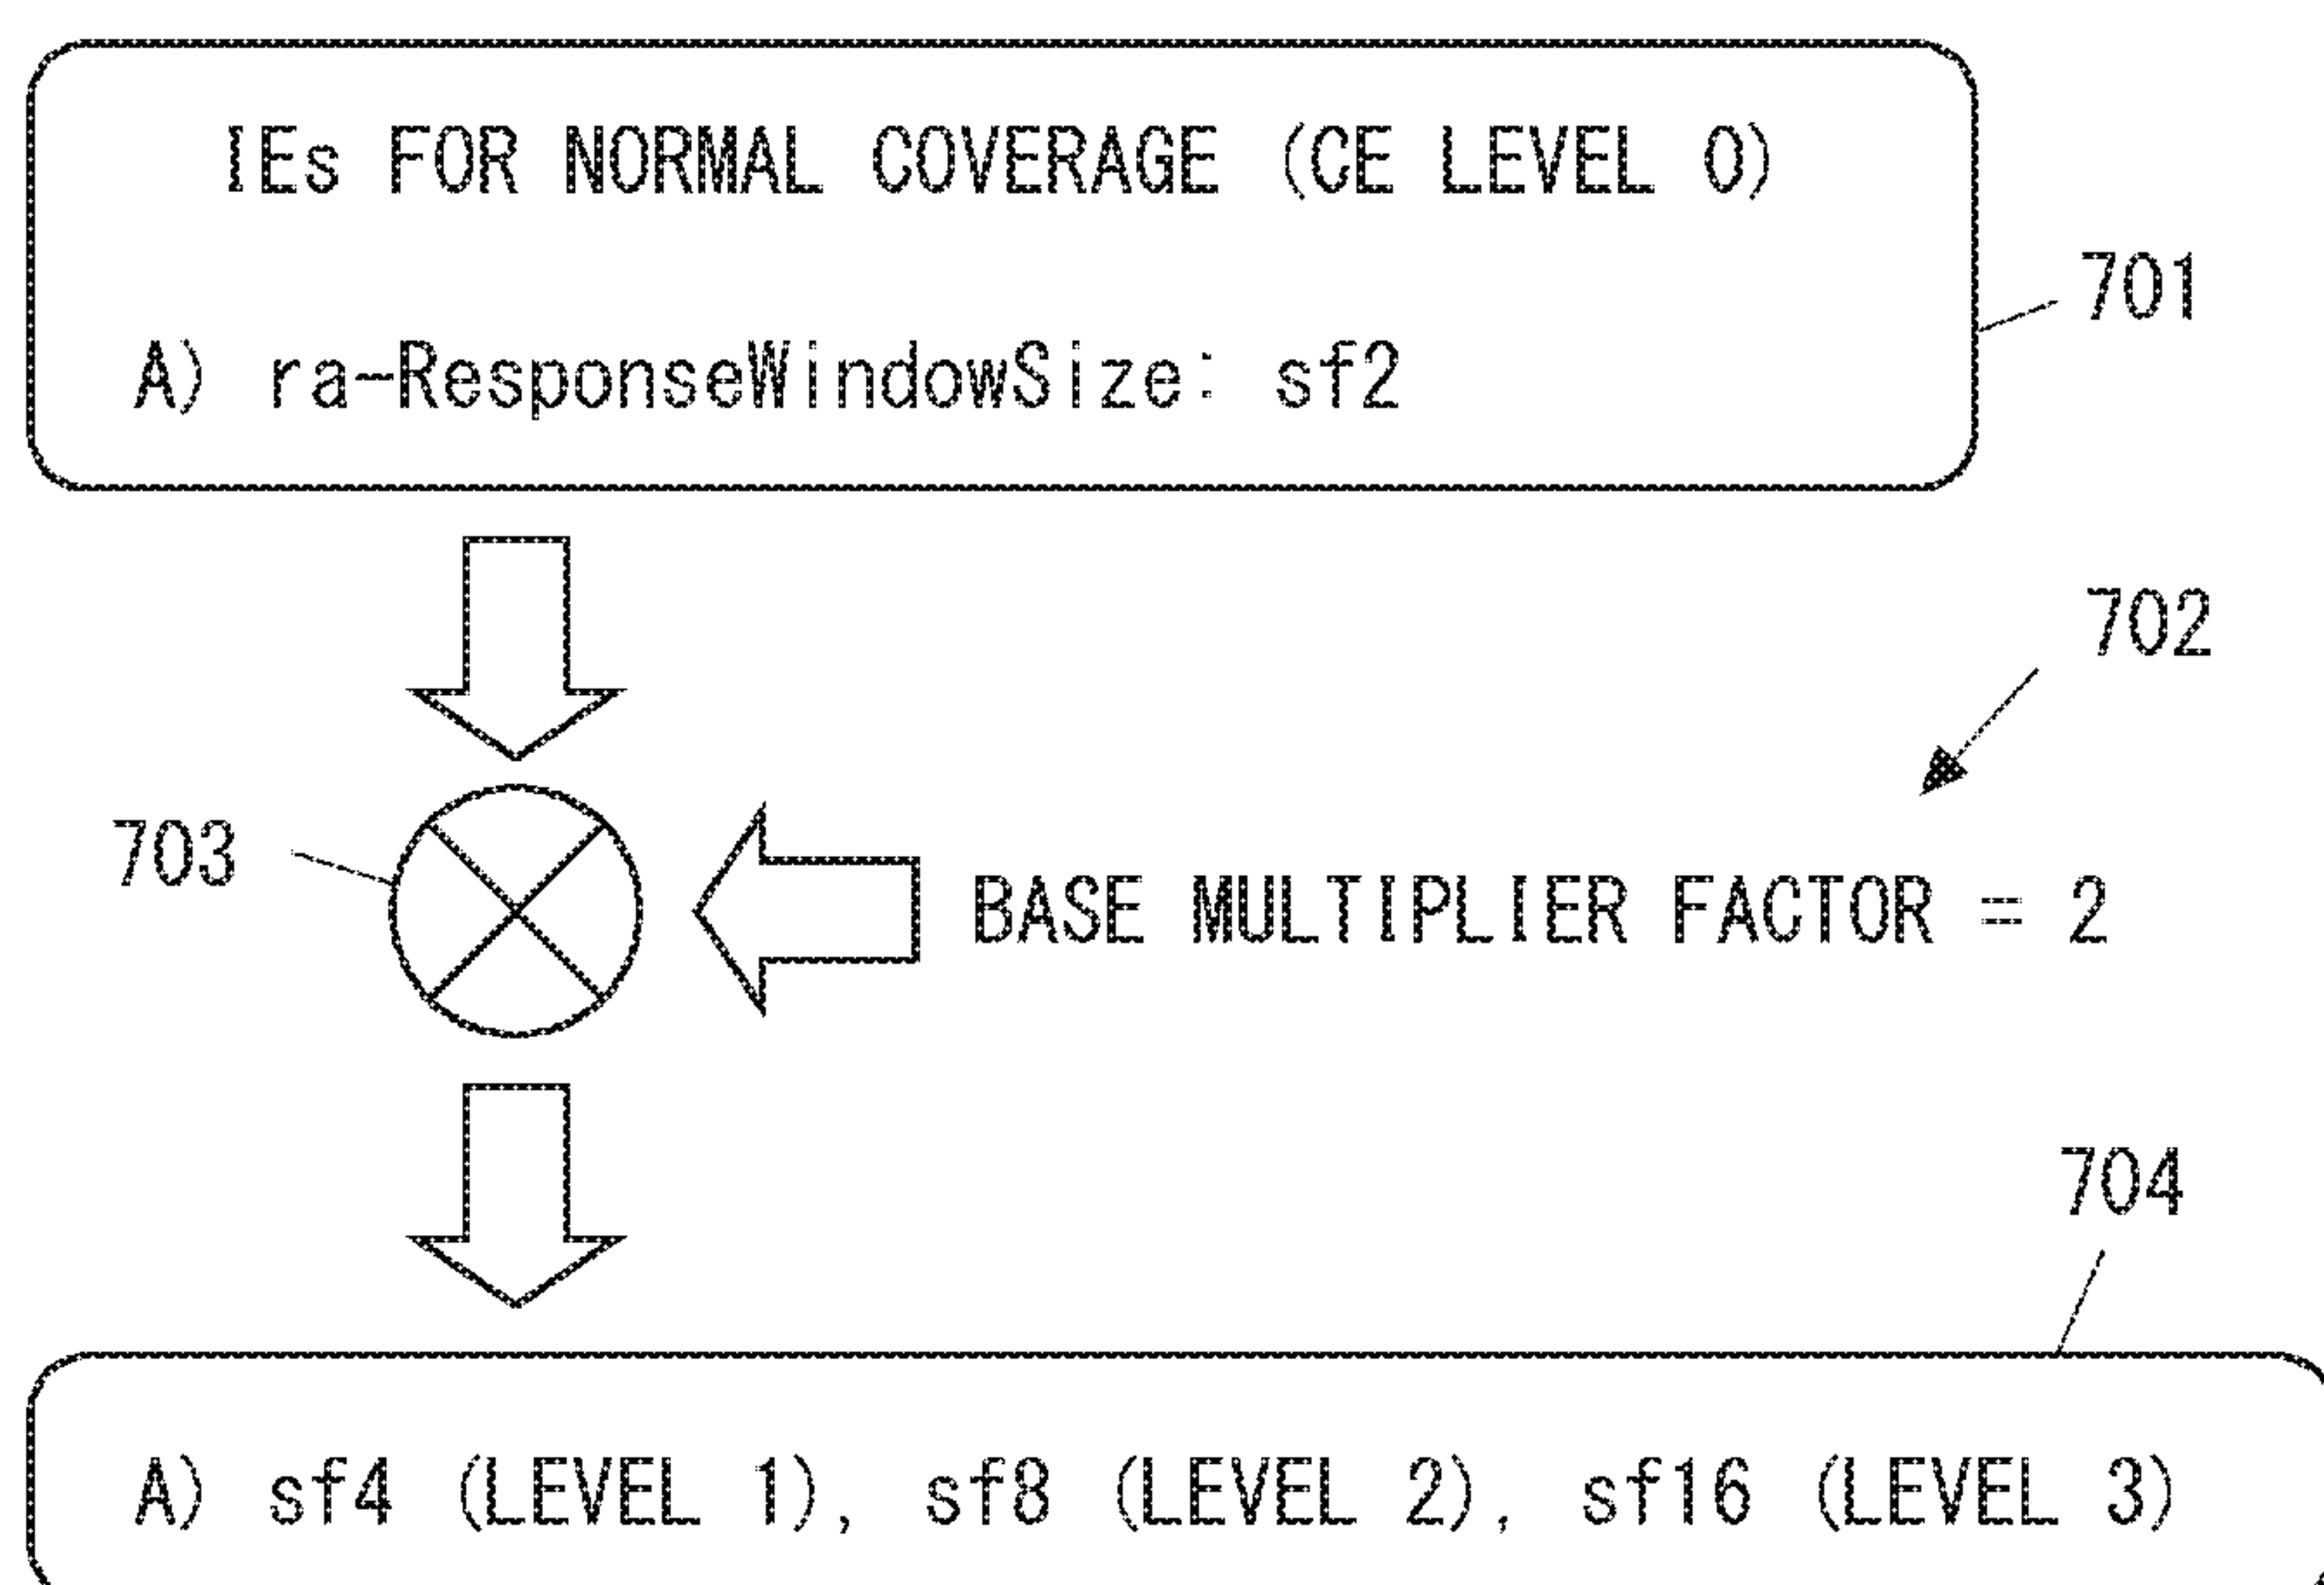 IEs FOR NORMAL COVERAGE (CE LEVEL 0)
701
A) ra-ResponseWindowSize: sf2
702
703
BASE MULTIPLIER FACTOR = 2
704
A) sf4 (LEVEL 1), sf8 (LEVEL 2), sf16 (LEVEL 3)